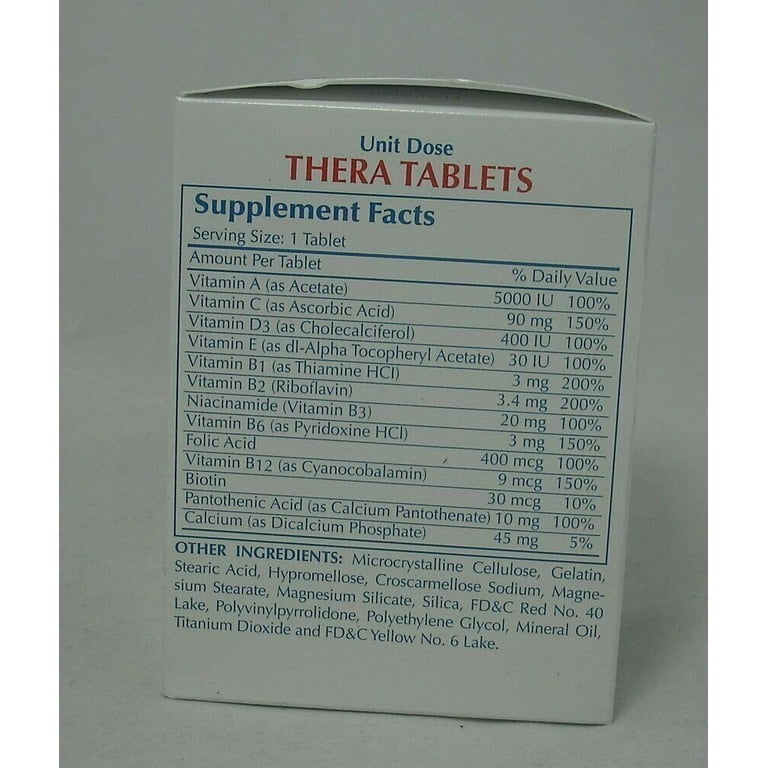 Unit Dose
THERA TABLETS
Supplement Facts
Serving Size: 1 Tablet
Amount Per Tablet % Daily Value
Vitamin A (as Acetate) 5000 IU 100%
Vitamin C (as Ascorbic Acid) 90 mg 150%
Vitamin D3 (as Cholecalciferol) 400 IU 100%
Vitamin E (as dl-Alpha Tocopheryl Acetate) 30 IU 100%
Vitamin B1 (as Thiamine HCl) 3 mg 200%
Vitamin B2 (Riboflavin) 3.4 mg 200%
Niacinamide (Vitamin B3) 20 mg 100%
Vitamin B6 (as Pyridoxine HCl) 3 mg 150%
Folic Acid 400 mcg 100%
Vitamin B12 (as Cyanocobalamin) 9 mcg 150%
Biotin 30 mcg 10%
Pantothenic Acid (as Calcium Pantothenate) 10 mg 100%
Calcium (as Dicalcium Phosphate) 45 mg 5%
OTHER INGREDIENTS: Microcrystalline Cellulose, Gelatin,
Stearic Acid, Hypromellose, Croscarmellose Sodium, Magne-
sium Stearate, Magnesium Silicate, Silica, FD&C Red No. 40
Lake, Polyvinylpyrrolidone, Polyethylene Glycol, Mineral Oil,
Titanium Dioxide and FD&C Yellow No. 6 Lake.